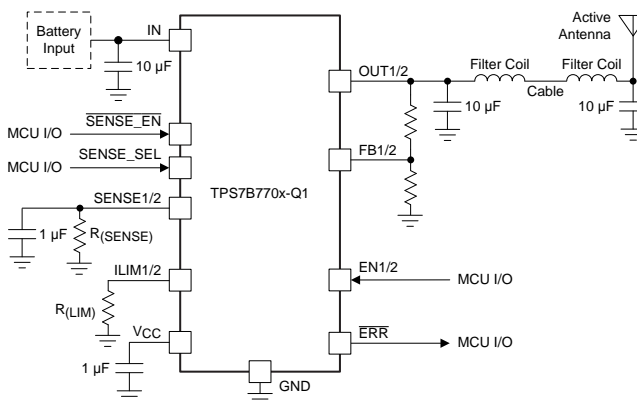 Battery
Input
IN
10 µF
MCU I/O
SENSE_EN
MCU I/O
SENSE_SEL
SENSE1/2
1 µF
R(SENSE)
ILIM1/2
R(LIM)
VCC
1 µF
TPS7B770x-Q1
GND
OUT1/2
10 µF
Filter Coil
Cable
Filter Coil
Active
Antenna
10 µF
FB1/2
EN1/2
MCU I/O
ERR
MCU I/O